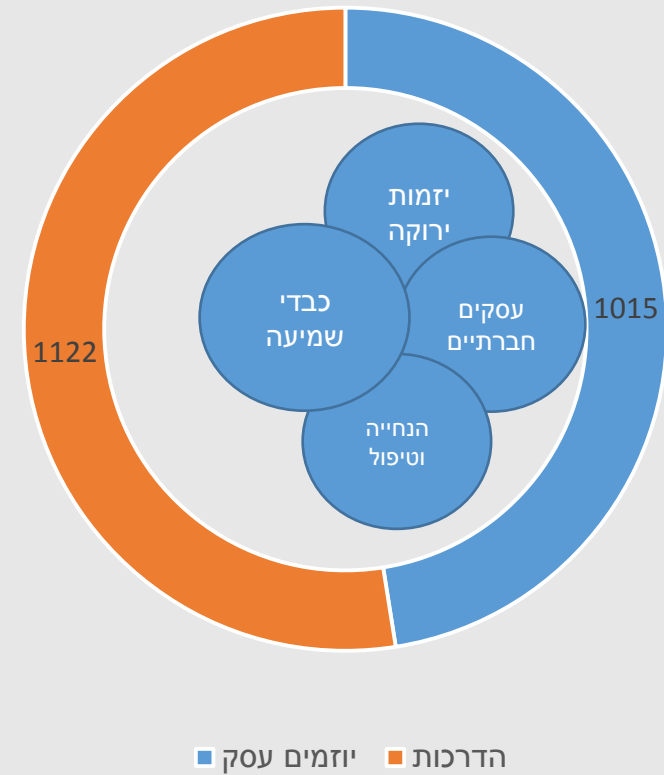 יזמות
ירוקה
כבדי
שמיעה
עסקים
חברתיים
1015
1122
הנחייה
וטיפול
יוזמים עסק
הדרכות